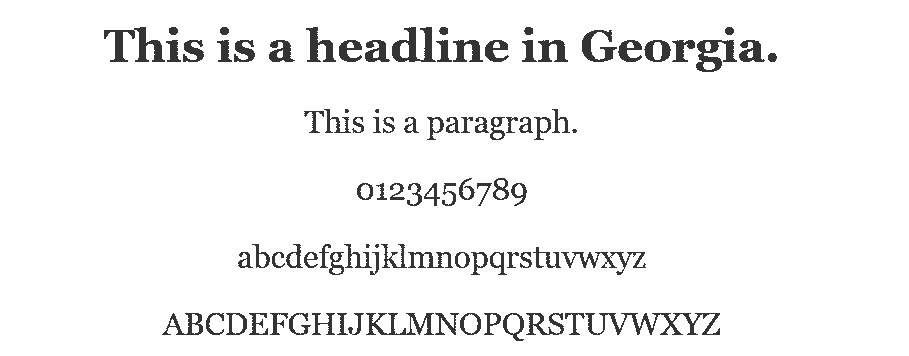 This is a headline in Georgia.
This is a paragraph.
0123456789
abcdefghijklmnopqrstuvwxyz
ABCDEFGHIJKLMNOPQRSTUVWXYZ